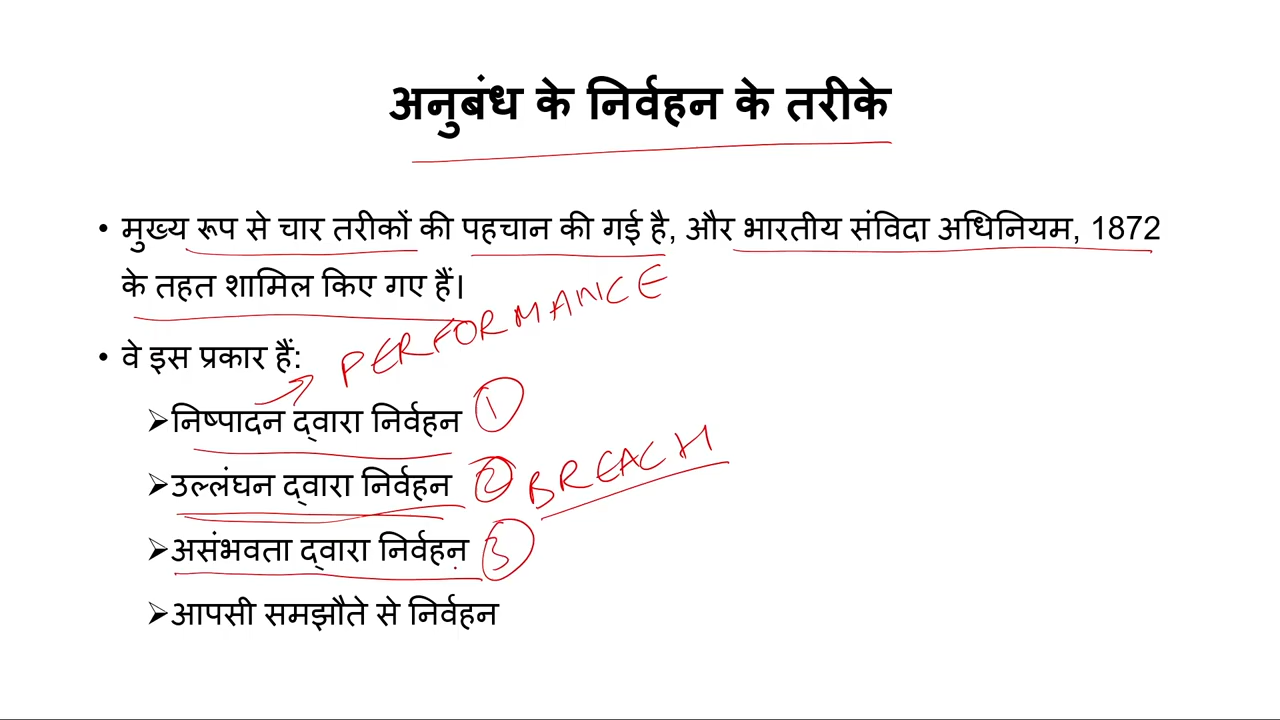 अनुबंध के निर्वहन के तरीके
• मुख्य रूप से चार तरीकों की पहचान की गई है, और भारतीय संविदा अधिनियम, 1872
के तहत शामिल किए गए हैं।
PERFORMANCE
• वे इस प्रकार हैं:
➢निष्पादन द्वारा निर्वहन 1
➢उल्लंघन द्वारा निर्वहन 2 BREACH
➢असंभवता द्वारा निर्वहन 3
➢आपसी समझौते से निर्वहन